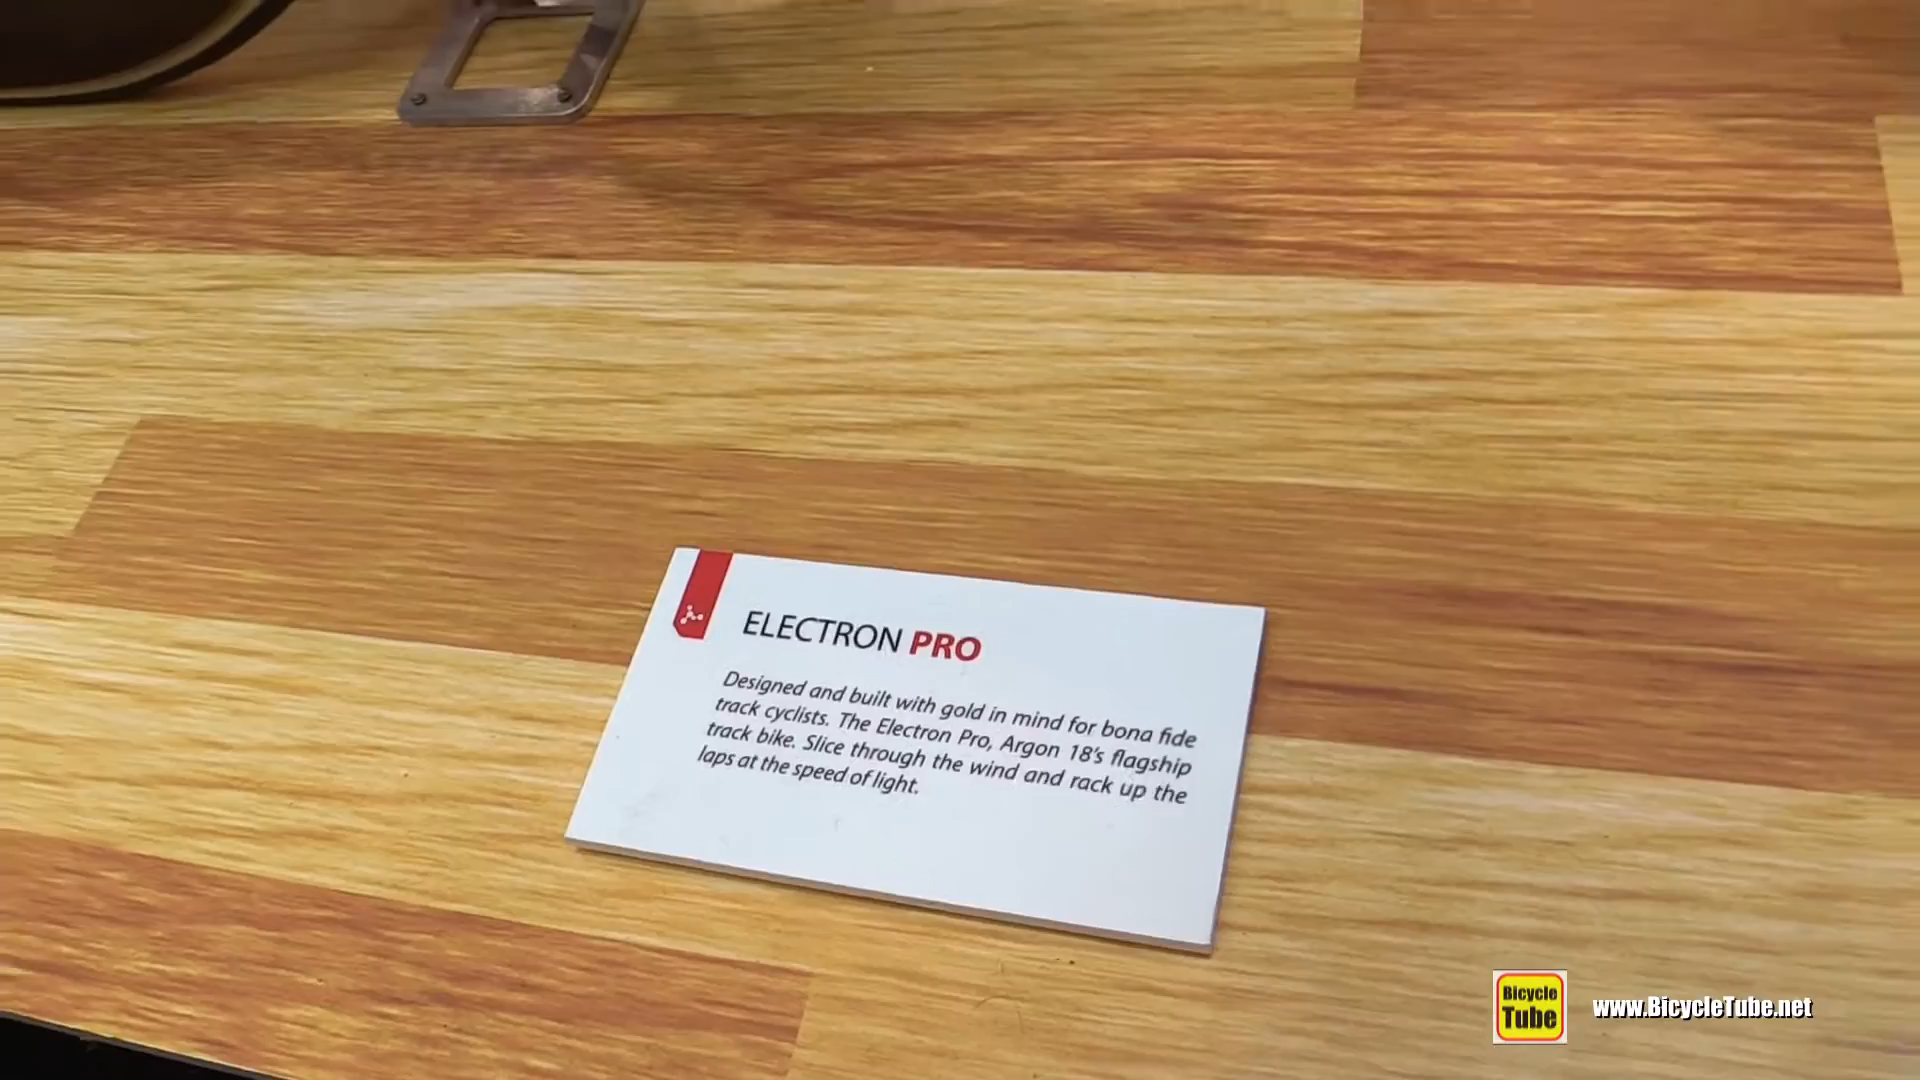 ELECTRON PRO
Designed and built with gold in mind for bona fide
track cyclists. The Electron Pro, Argon 18's flagship
track bike. Slice through the wind and rack up the
laps at the speed of light.
Bicycle
Tube
www.BicycleTube.net